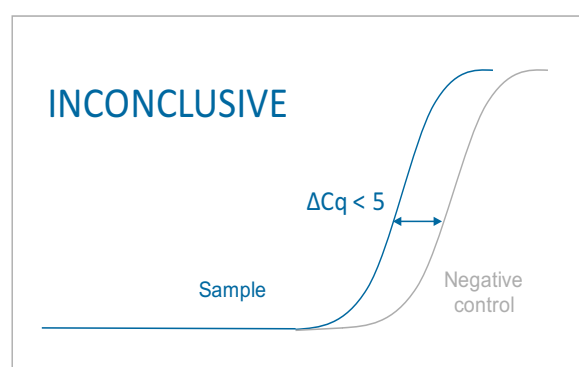 INCONCLUSIVE
ΔCq < 5
Sample
Negative
control